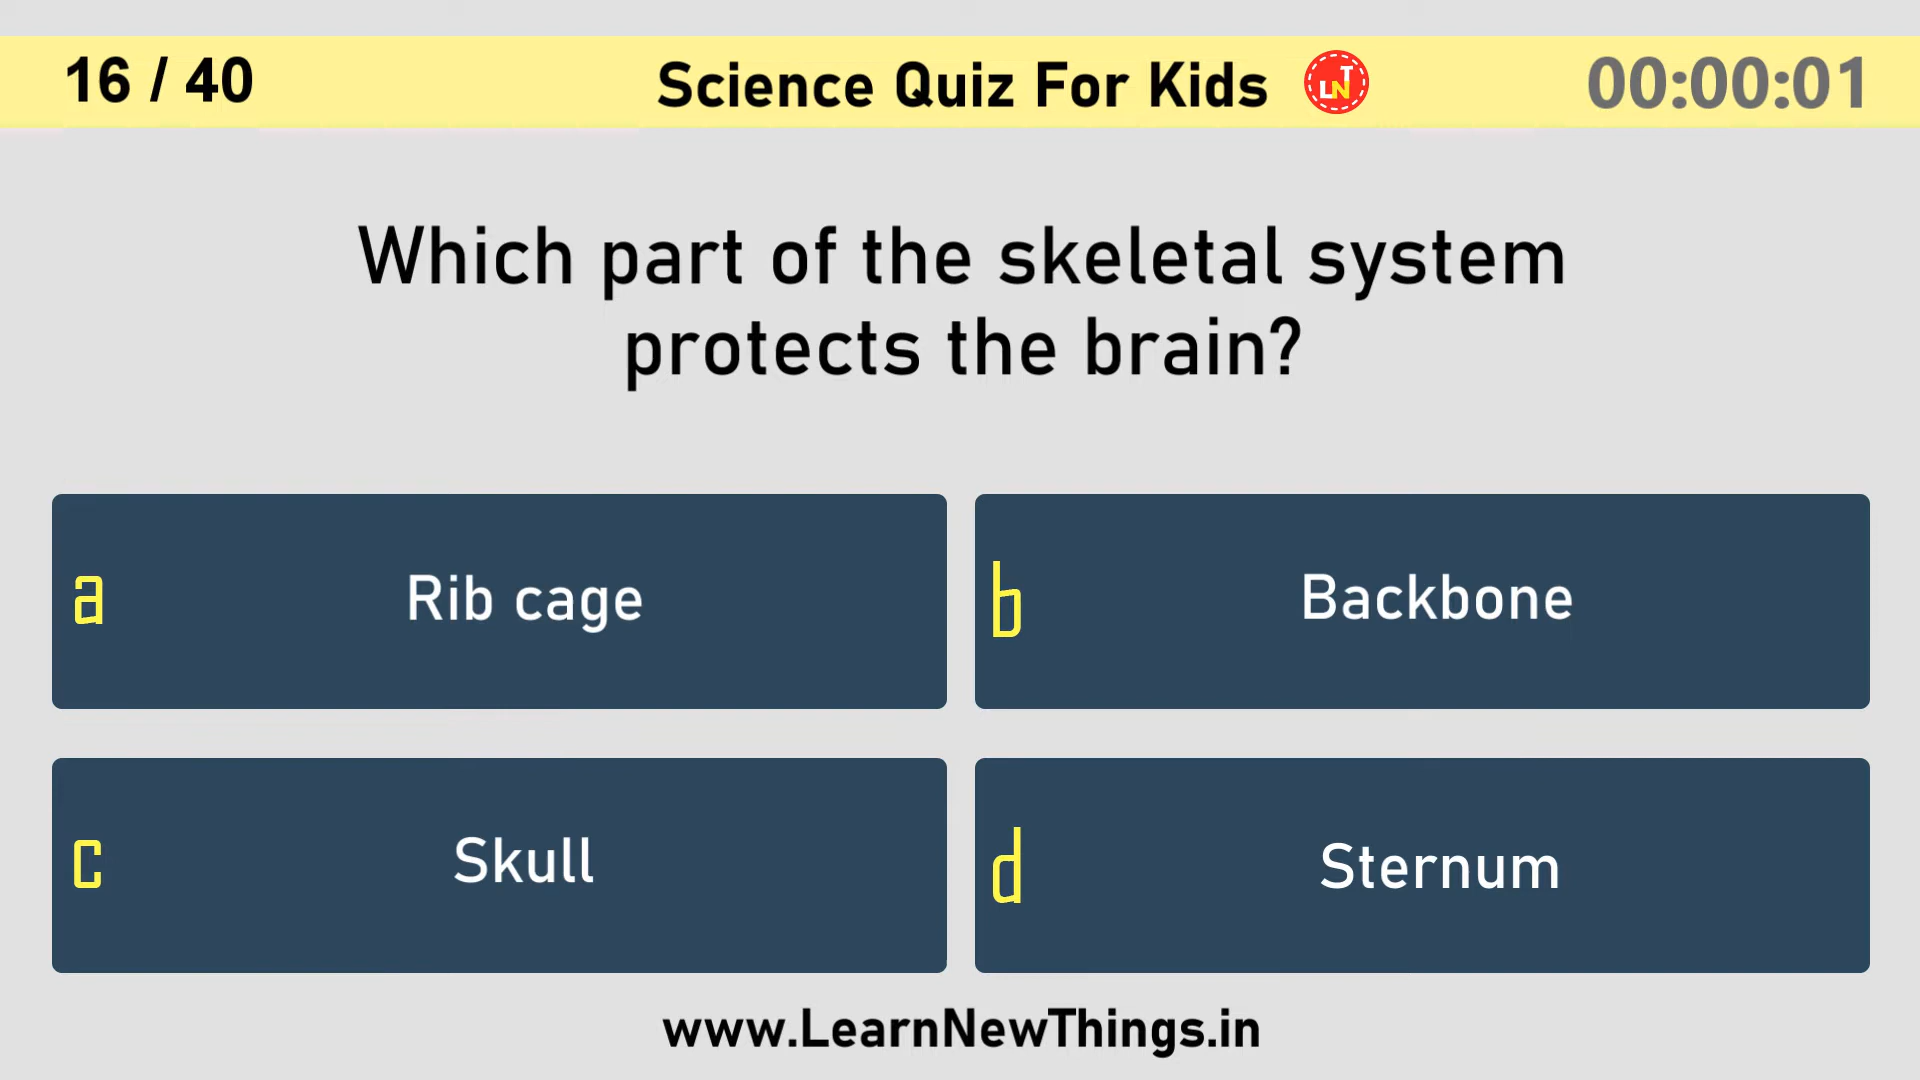 16 / 40
Science Quiz For Kids
LNT
00:00:01
Which part of the skeletal system
protects the brain?
a Rib cage
b Backbone
c Skull
d Sternum
www.LearnNewThings.in